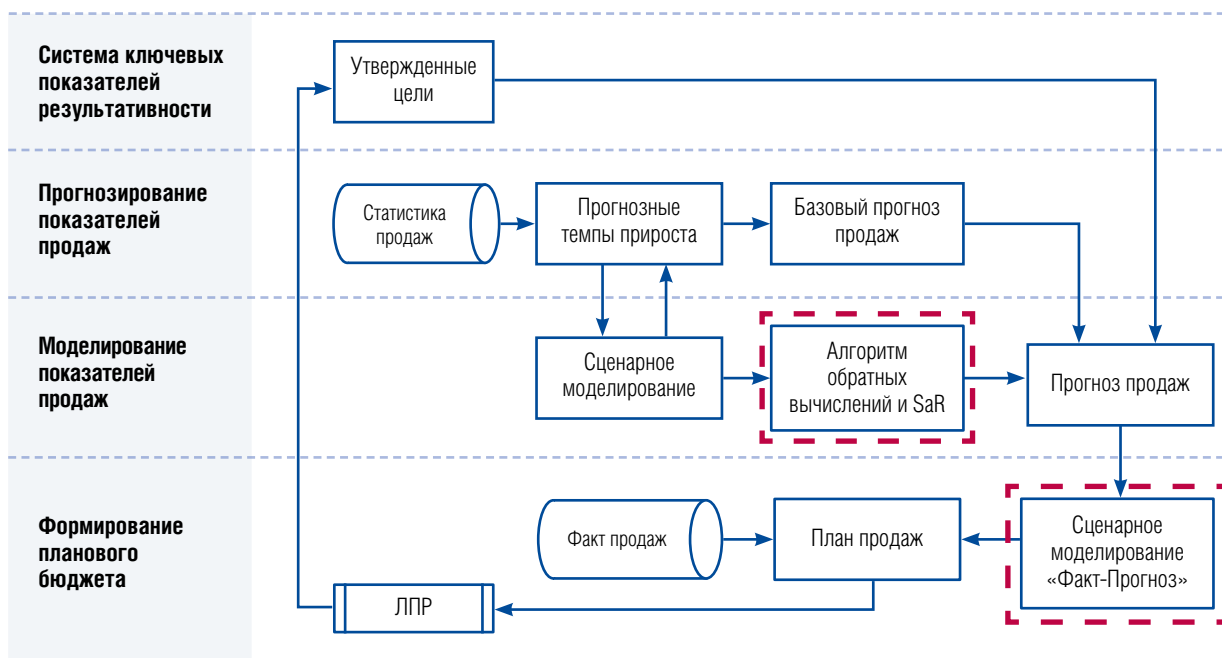 Система ключевых
показателей
результативности
Утвержденные
цели
Прогнозирование
показателей
продаж
Статистика
продаж
Прогнозные
темпы прироста
Базовый прогноз
продаж
Моделирование
показателей
продаж
Сценарное
моделирование
Алгоритм
обратных
вычислений и SaR
Прогноз продаж
Формирование
планового
бюджета
Факт продаж
План продаж
Сценарное
моделирование
«Факт-Прогноз»
ЛПР